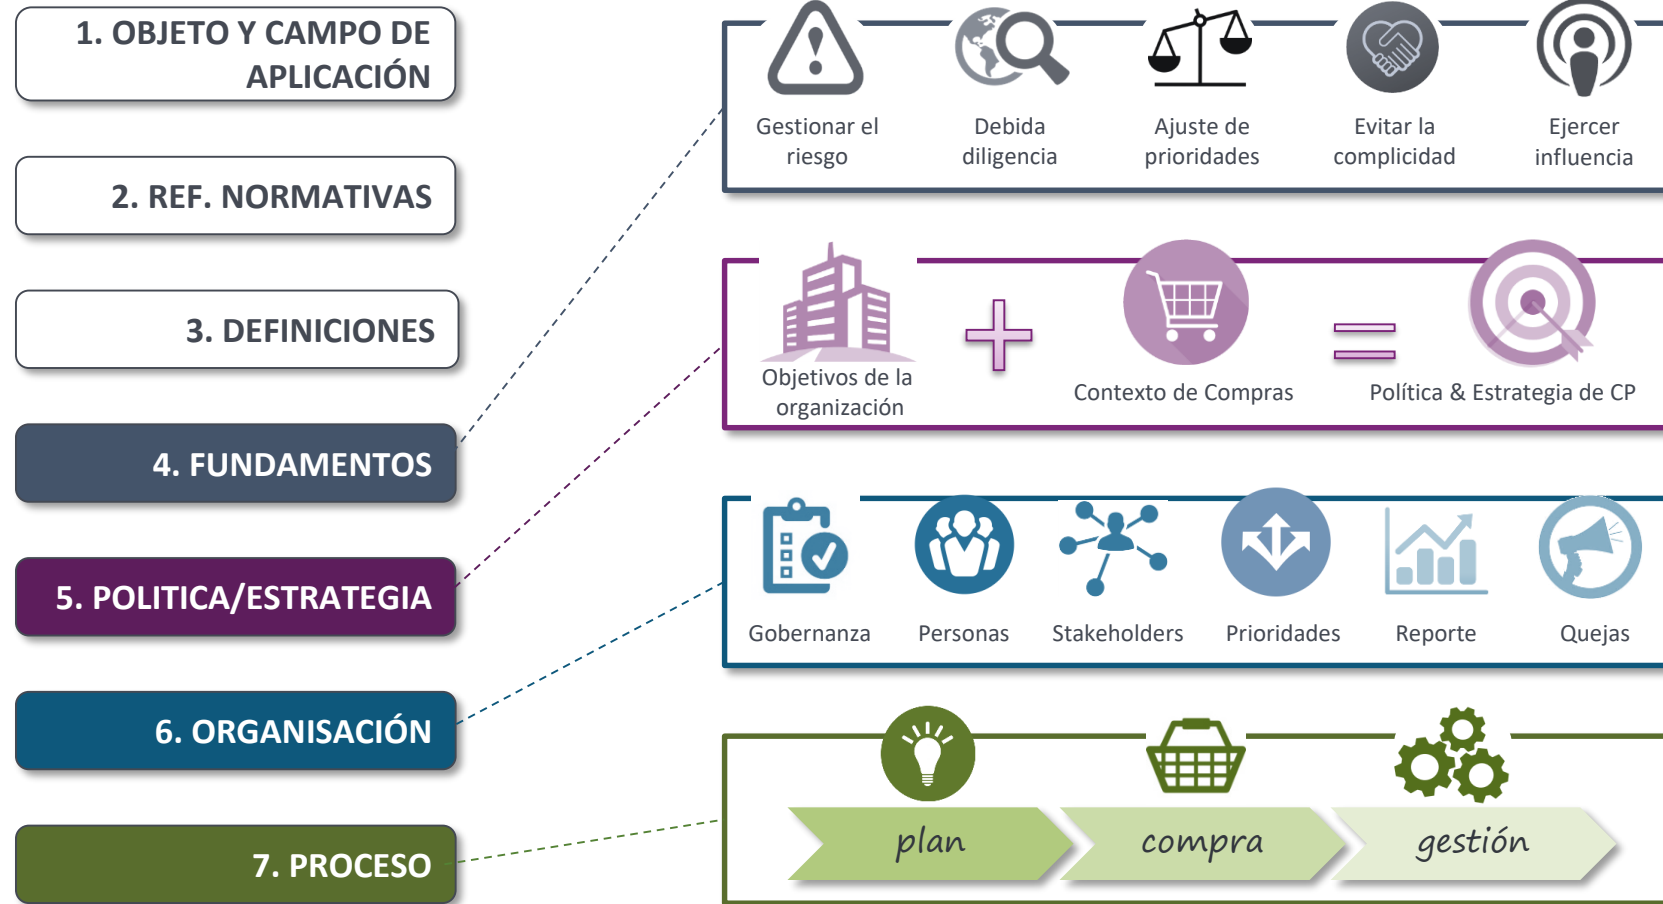 1. OBJETO Y CAMPO DE
APLICACIÓN
2. REF. NORMATIVAS
3. DEFINICIONES
4. FUNDAMENTOS
5. POLITICA/ESTRATEGIA
6. ORGANISACIÓN
7. PROCESO
Gestionar el
riesgo
Debida
diligencia
Ajuste de
prioridades
Evitar la
complicidad
Ejercer
influencia
Objetivos de la
organización
Contexto de Compras
Política & Estrategia de CP
Gobernanza
Personas
Stakeholders
Prioridades
Reporte
Quejas
plan
compra
gestión